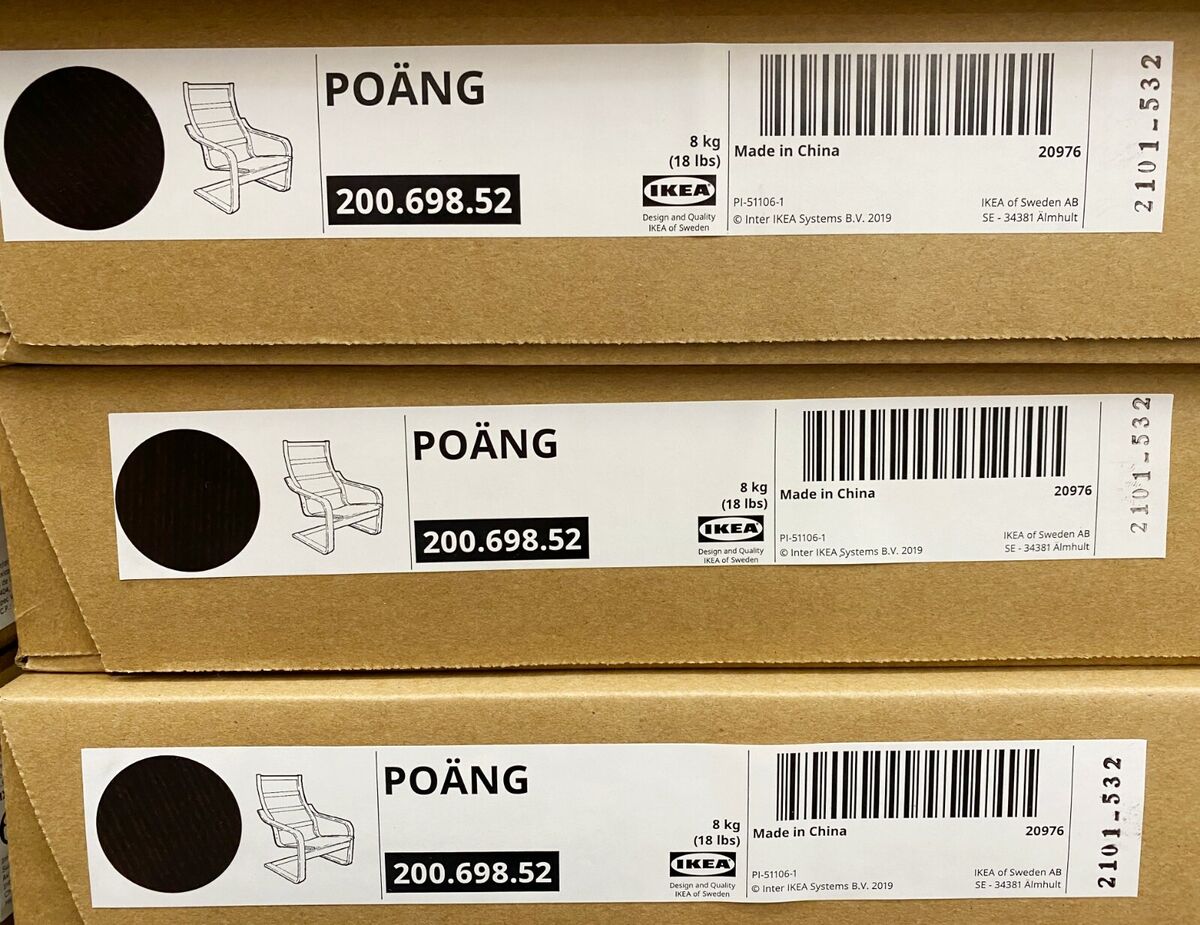 POÄNG
200.698.52
8 kg
(18 lbs)
IKEA
Design and Quality
IKEA of Sweden
Made in China
20976
PI-51106-1
© Inter IKEA Systems B.V. 2019
IKEA of Sweden AB
SE - 34381 Älmhult
2101-532
POÄNG
200.698.52
8 kg
(18 lbs)
IKEA
Design and Quality
IKEA of Sweden
Made in China
20976
PI-51106-1
© Inter IKEA Systems B.V. 2019
IKEA of Sweden AB
SE - 34381 Älmhult
2101-532
POÄNG
200.698.52
8 kg
(18 lbs)
IKEA
Design and Quality
IKEA of Sweden
Made in China
20976
PI-51106-1
© Inter IKEA Systems B.V. 2019
IKEA of Sweden AB
SE - 34381 Älmhult
2101-532